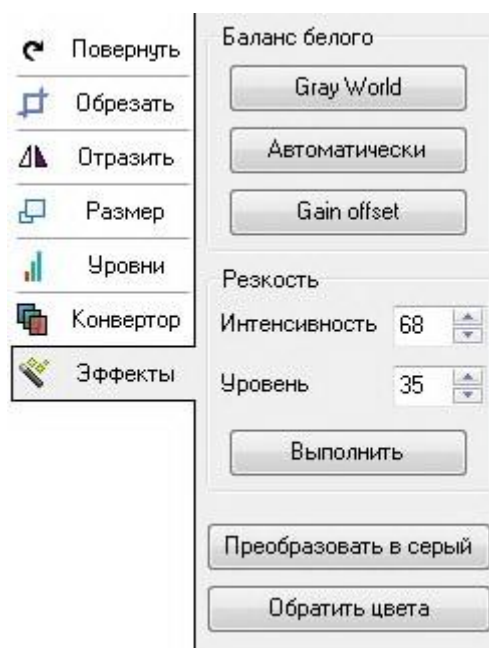 Повернуть
Обрезать
Отразить
Размер
Уровни
Конвертор
Эффекты
Баланс белого
Gray World
Автоматически
Gain offset
Резкость
Интенсивность 68
Уровень 35
Выполнить
Преобразовать в серый
Обратить цвета